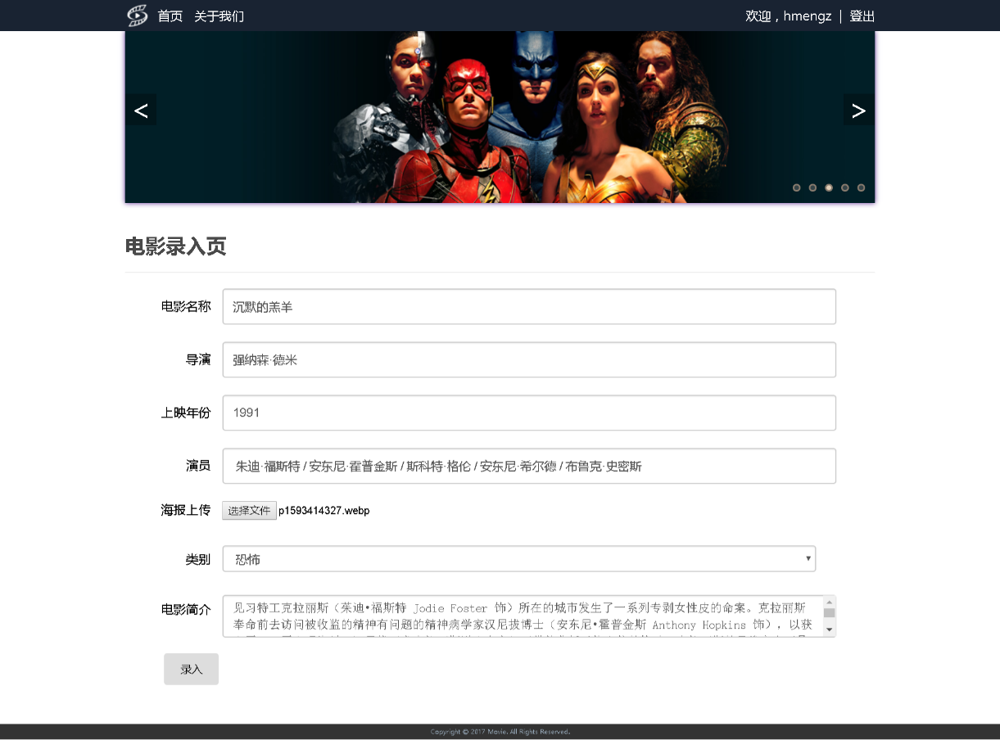 首页 关于我们 欢迎，hmengz | 登出
<
>
电影录入页
电影名称 沉默的羔羊
导演 强纳森·德米
上映年份 1991
演员 朱迪·福斯特 / 安东尼·霍普金斯 / 斯科特·格伦 / 安东尼·希尔德 / 布鲁克·史密斯
海报上传 选择文件 p1593414327.webp
类别 恐怖
电影简介 见习特工克拉丽斯（茱迪•福斯特 Jodie Foster 饰）所在的城市发生了一系列专剥女性皮的命案。克拉丽斯
奉命前去访问被收监的精神有问题的精神病学家汉尼拔博士（安东尼•霍普金斯 Anthony Hopkins 饰），以获
录入
Copyright © 2017 Movie. All Rights Reserved.